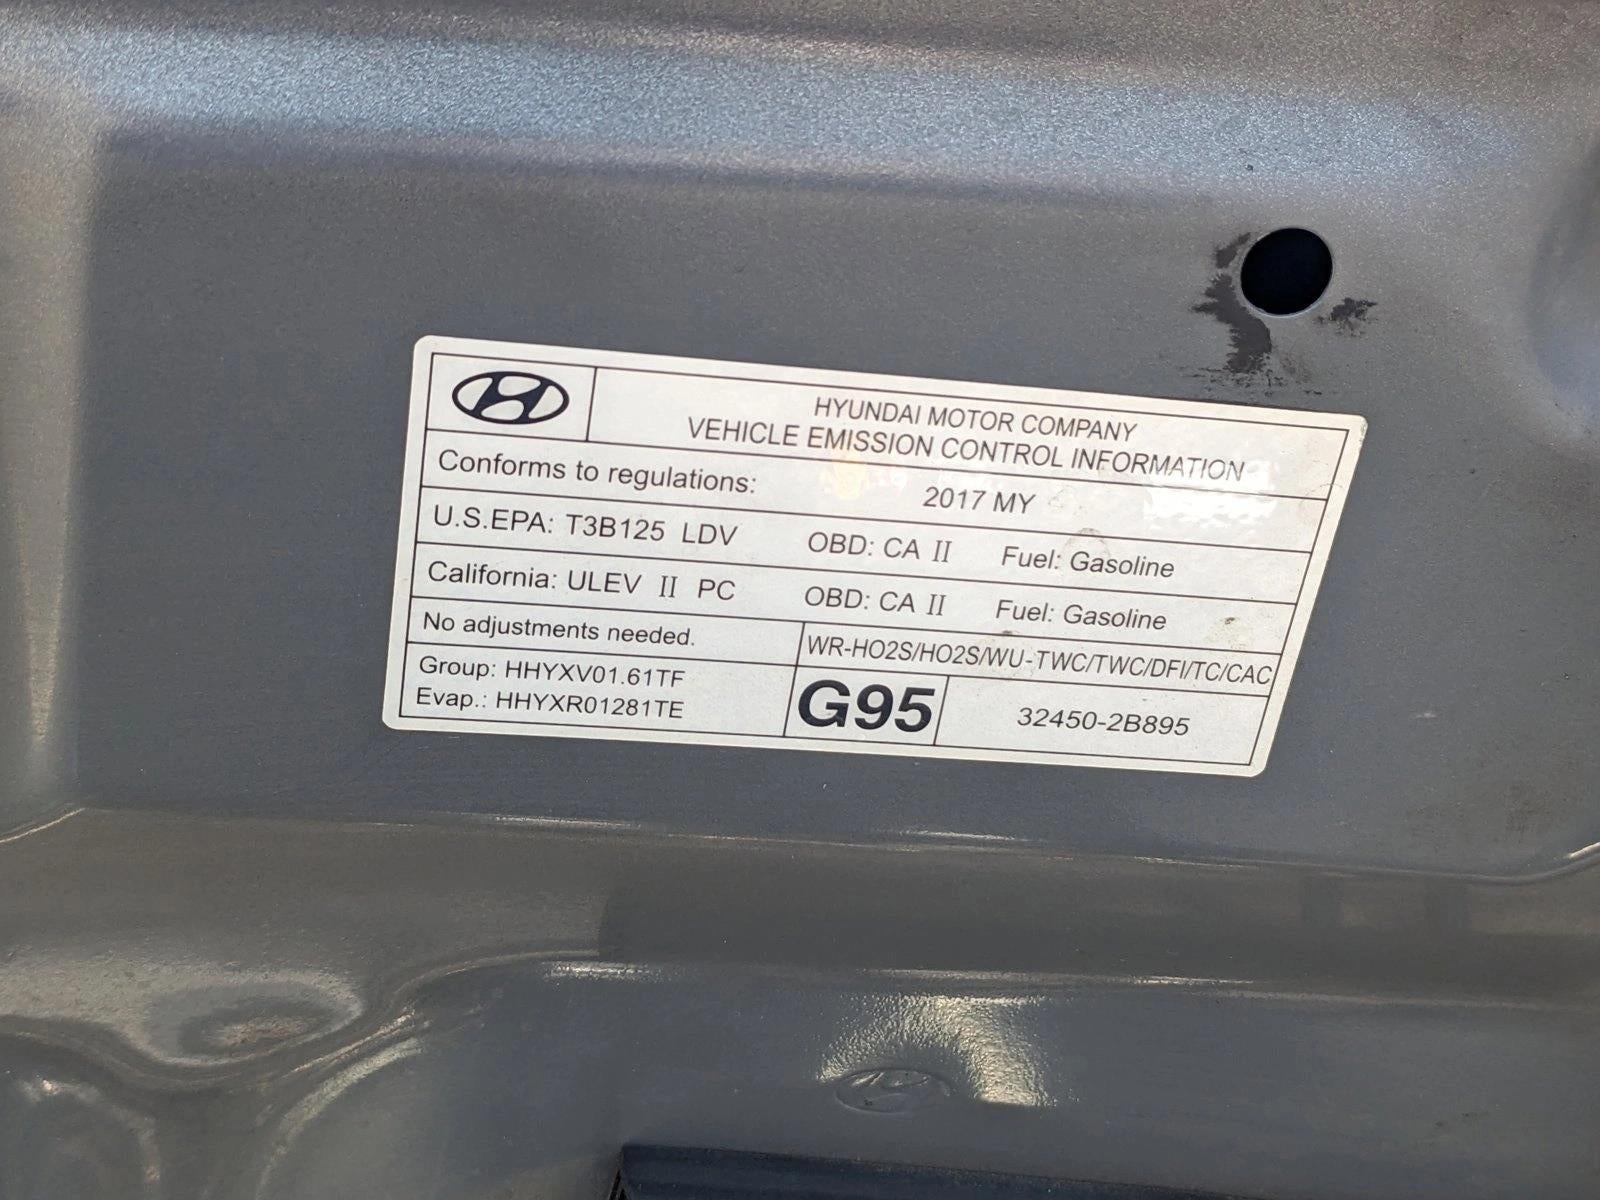 HYUNDAI MOTOR COMPANY
VEHICLE EMISSION CONTROL INFORMATION
Conforms to regulations: 2017 MY
U.S.EPA: T3B125 LDV OBD: CA II Fuel: Gasoline
California: ULEV II PC OBD: CA II Fuel: Gasoline
No adjustments needed. WR-HO2S/HO2S/WU-TWC/TWC/DFI/TC/CAC
Group: HHYXV01.61TF
Evap.: HHYXR01281TE
G95
32450-2B895